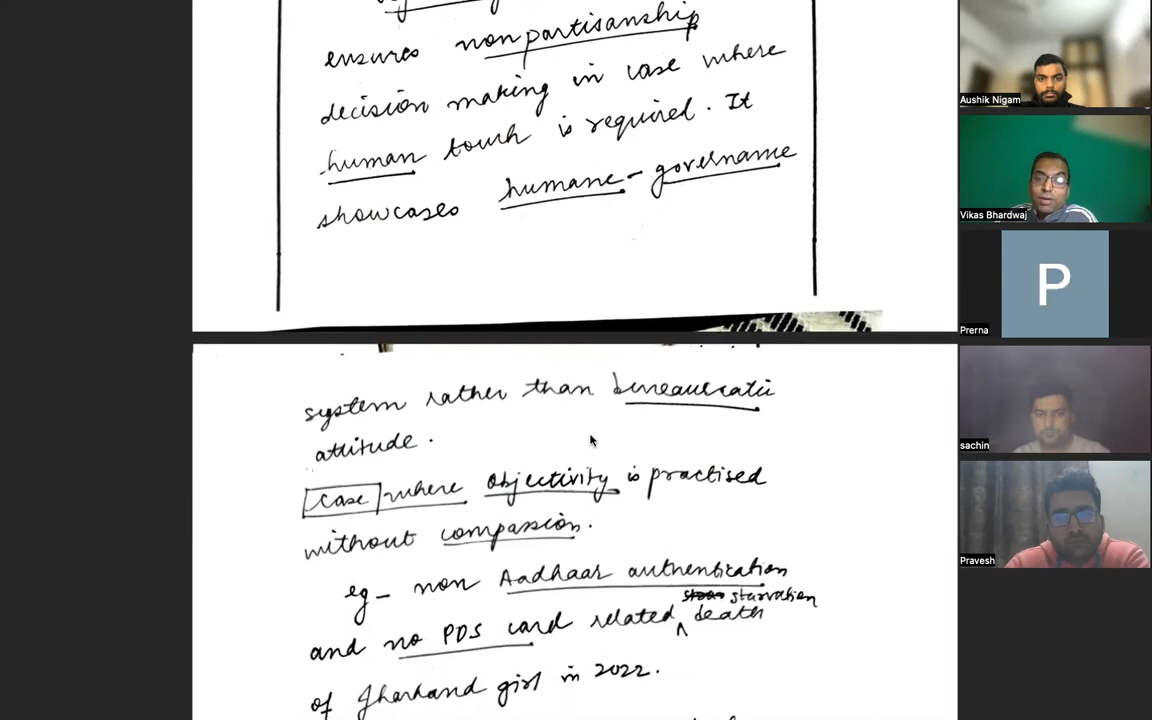 ensures nonpartisanship
decision making in case where
human touch is required. It
showcases humane-governance
system rather than bureaucratic
attitude.
case where objectivity is practised
without compassion.
eg- non Aadhaar authentication
and no PDS card related starvation death
of Jharkand girl in 2022.
Aushik Nigam
Vikas Bhardwaj
P
Prerna
sachin
Pravesh